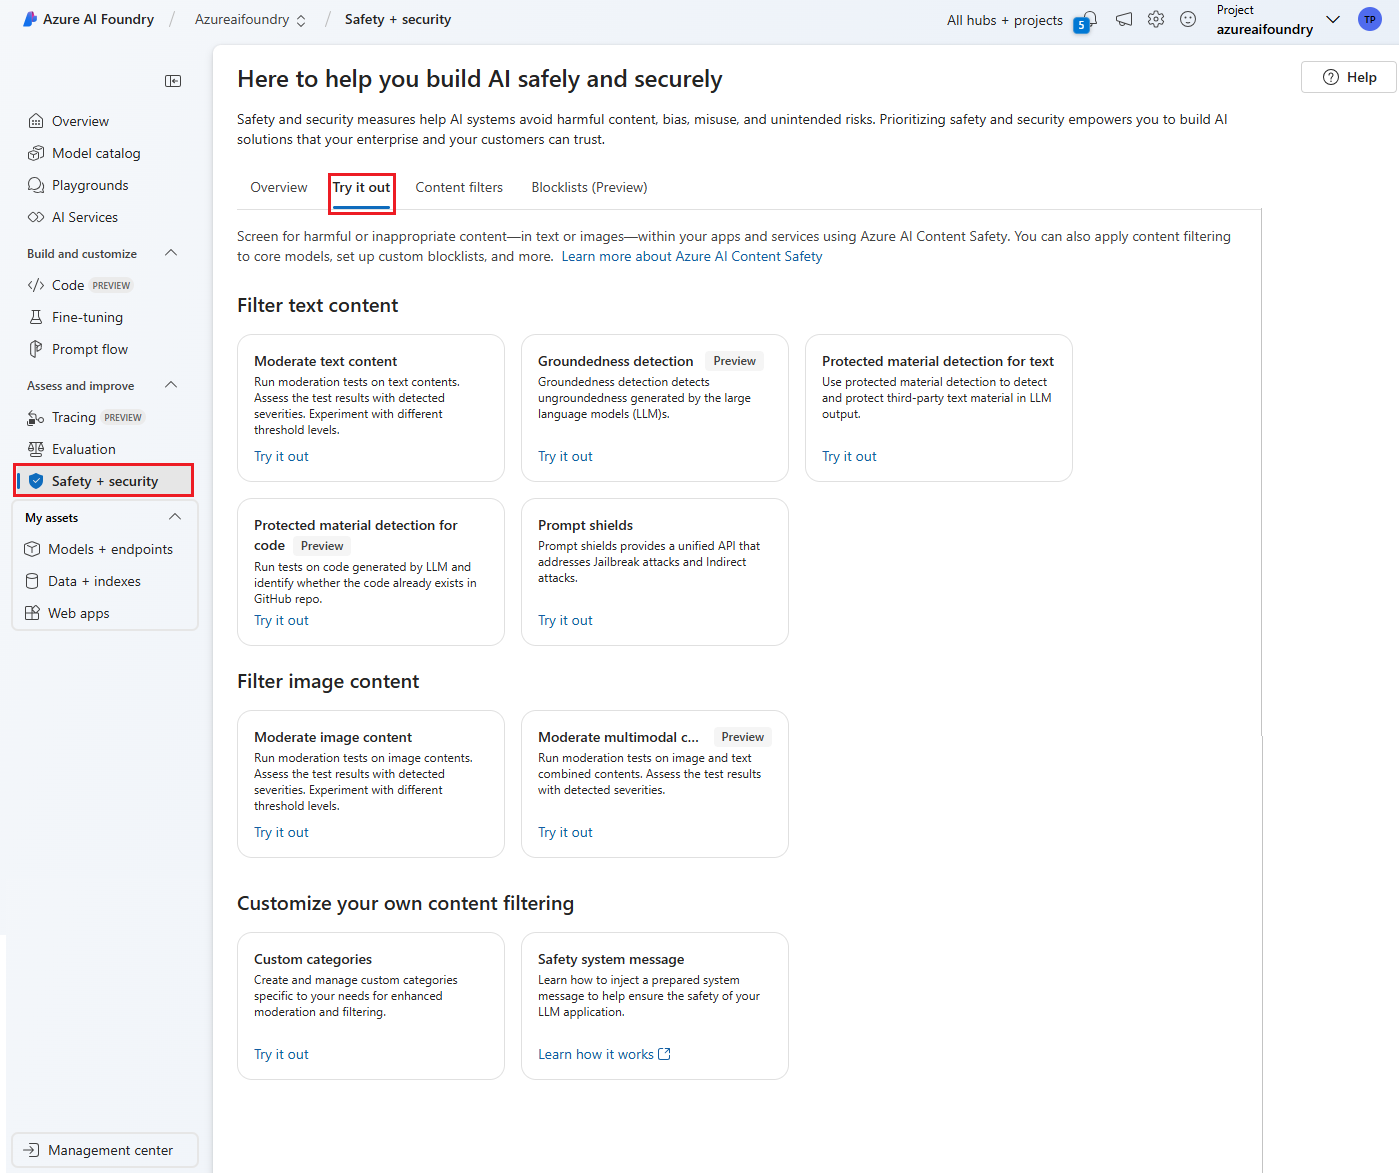 Azure AI Foundry / Azureaifoundry / Safety + security
All hubs + projects
5
Project
azureaifoundry
TP
Overview
Model catalog
Playgrounds
AI Services
Build and customize
Code PREVIEW
Fine-tuning
Prompt flow
Assess and improve
Tracing PREVIEW
Evaluation
Safety + security
My assets
Models + endpoints
Data + indexes
Web apps
Management center
Here to help you build AI safely and securely
Help
Safety and security measures help AI systems avoid harmful content, bias, misuse, and unintended risks. Prioritizing safety and security empowers you to build AI
solutions that your enterprise and your customers can trust.
Overview Try it out Content filters Blocklists (Preview)
Screen for harmful or inappropriate content—in text or images—within your apps and services using Azure AI Content Safety. You can also apply content filtering
to core models, set up custom blocklists, and more. Learn more about Azure AI Content Safety
Filter text content
Moderate text content
Run moderation tests on text contents.
Assess the test results with detected
severities. Experiment with different
threshold levels.
Try it out
Groundedness detection Preview
Groundedness detection detects
ungroundedness generated by the large
language models (LLM)s.
Try it out
Protected material detection for text
Use protected material detection to detect
and protect third-party text material in LLM
output.
Try it out
Protected material detection for
code Preview
Run tests on code generated by LLM and
identify whether the code already exists in
GitHub repo.
Try it out
Prompt shields
Prompt shields provides a unified API that
addresses Jailbreak attacks and Indirect
attacks.
Try it out
Filter image content
Moderate image content
Run moderation tests on image contents.
Assess the test results with detected
severities. Experiment with different
threshold levels.
Try it out
Moderate multimodal c... Preview
Run moderation tests on image and text
combined contents. Assess the test results
with detected severities.
Try it out
Customize your own content filtering
Custom categories
Create and manage custom categories
specific to your needs for enhanced
moderation and filtering.
Try it out
Safety system message
Learn how to inject a prepared system
message to help ensure the safety of your
LLM application.
Learn how it works